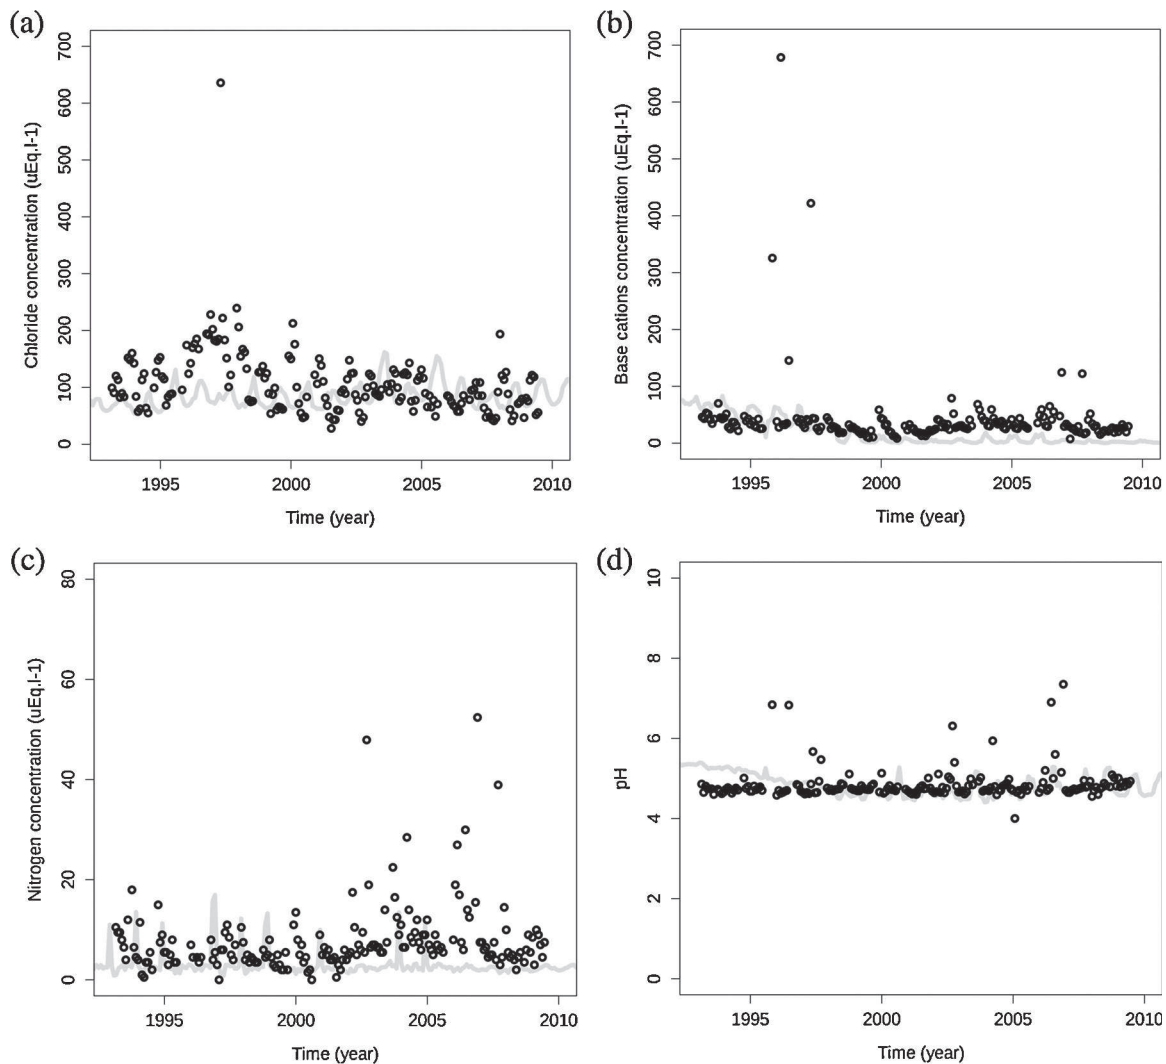 (a)
Chloride concentration (uEq.l-1)
700
600
500
400
300
200
100
0
1995 2000 2005 2010
Time (year)
(b)
Base cations concentration (uEq.l-1)
700
600
500
400
300
200
100
0
1995 2000 2005 2010
Time (year)
(c)
Nitrogen concentration (uEq.l-1)
80
60
40
20
0
1995 2000 2005 2010
Time (year)
(d)
pH
10
8
6
4
2
0
1995 2000 2005 2010
Time (year)